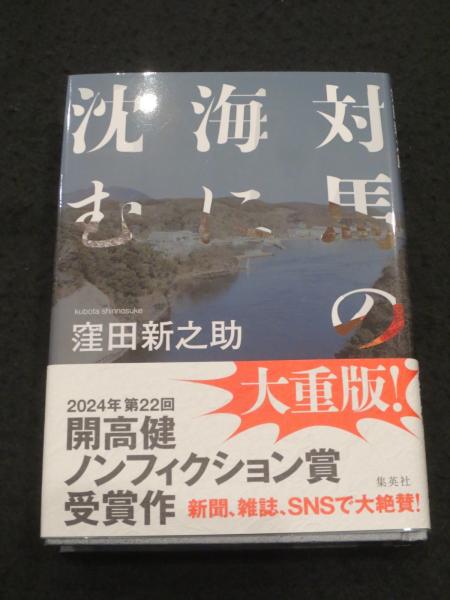 対馬の
海に
沈む
kubota shinnosuke
窪田新之助
大重版!
2024年 第22回
開高健
ノンフィクション賞
受賞作
新聞、雑誌、SNSで大絶賛!
集英社